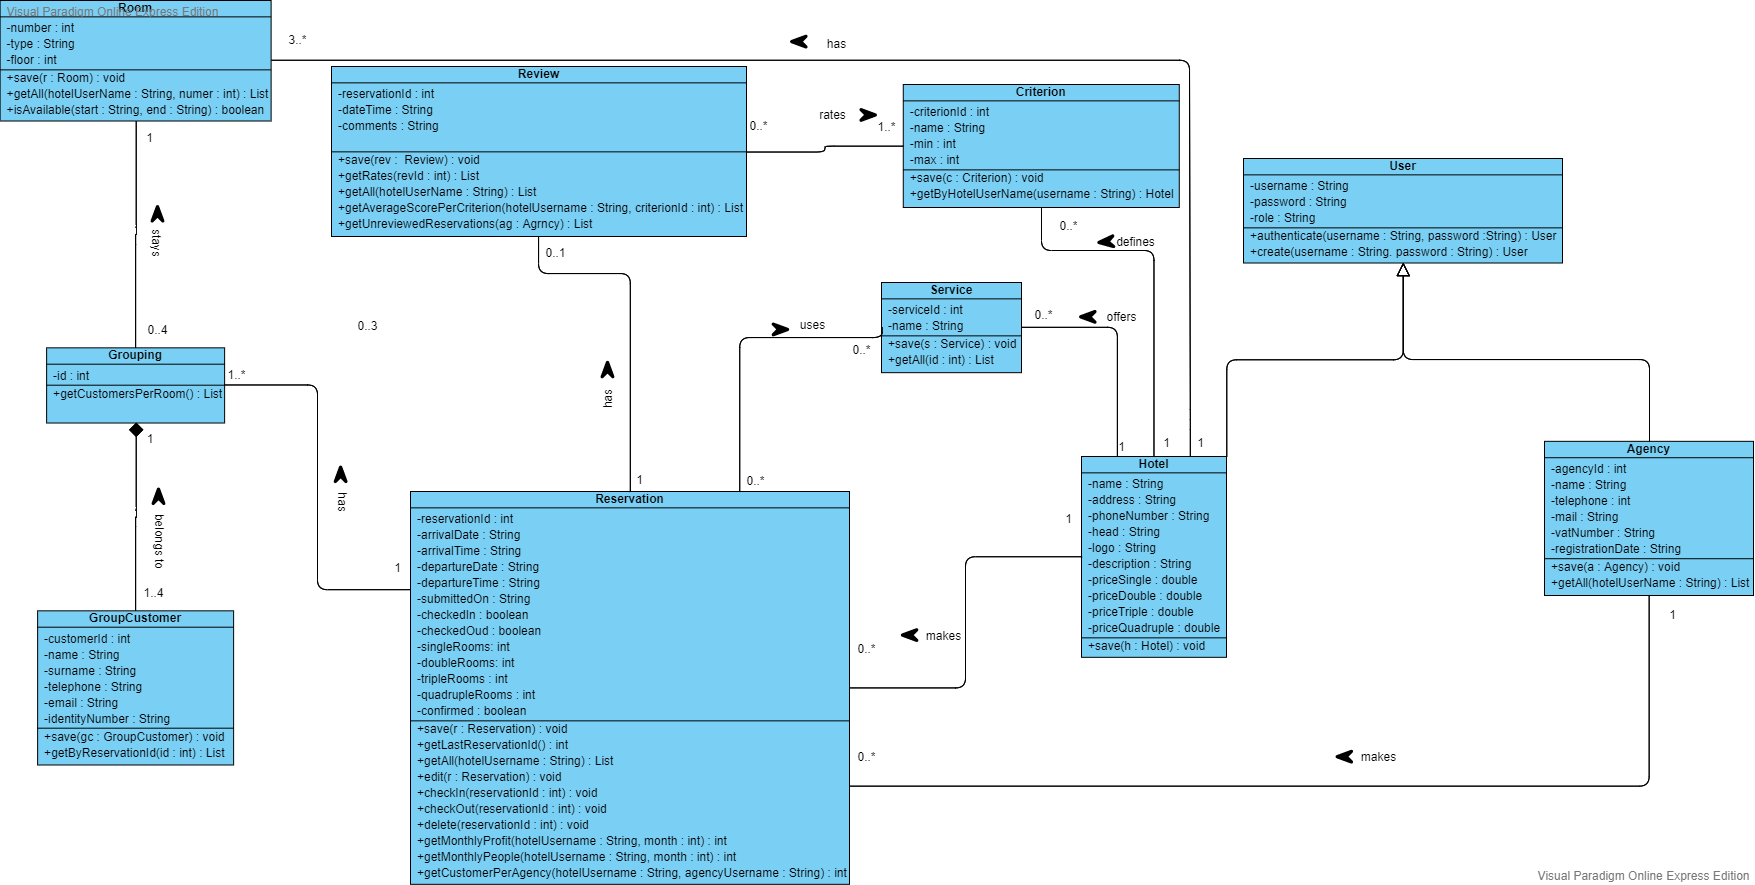 Visual Paradigm Online Express Edition
Room
-number : int
-type : String
-floor : int
+save(r : Room) : void
+getAll(hotelUserName : String, numer : int) : List
+isAvailable(start : String, end : String) : boolean
3..*
has
1
stays
0..4
0..3
Review
-reservationId : int
-dateTime : String
-comments : String
+save(rev :  Review) : void
+getRates(revId : int) : List
+getAll(hotelUserName : String) : List
+getAverageScorePerCriterion(hotelUsername : String, criterionId : int) : List
+getUnreviewedReservations(ag : Agrncy) : List
0..*
rates
1..*
0..1
Criterion
-criterionId : int
-name : String
-min : int
-max : int
+save(c : Criterion) : void
+getByHotelUserName(username : String) : Hotel
0..*
defines
User
-username : String
-password : String
-role : String
+authenticate(username : String, password :String) : User
+create(username : String. password : String) : User
Service
-serviceId : int
-name : String
+save(s : Service) : void
+getAll(id : int) : List
0..*
offers
uses
0..*
Grouping
-id : int
+getCustomersPerRoom() : List
1..*
1
has
has
belongs to
1..4
1
1
0..*
1
1
1
GroupCustomer
-customerId : int
-name : String
-surname : String
-telephone : String
-email : String
-identityNumber : String
+save(gc : GroupCustomer) : void
+getByReservationId(id : int) : List
Reservation
-reservationId : int
-arrivalDate : String
-arrivalTime : String
-departureDate : String
-departureTime : String
-submittedOn : String
-checkedIn : boolean
-checkedOud : boolean
-singleRooms: int
-doubleRooms: int
-tripleRooms : int
-quadrupleRooms : int
-confirmed : boolean
+save(r : Reservation) : void
+getLastReservationId() : int
+getAll(hotelUsername : String) : List
+edit(r : Reservation) : void
+checkIn(reservationId : int) : void
+checkOut(reservationId : int) : void
+delete(reservationId : int) : void
+getMonthlyProfit(hotelUsername : String, month : int) : int
+getMonthlyPeople(hotelUsername : String, month : int) : int
+getCustomerPerAgency(hotelUsername : String, agencyUsername : String) : int
Hotel
-name : String
-address : String
-phoneNumber : String
-head : String
-logo : String
-description : String
-priceSingle : double
-priceDouble : double
-priceTriple : double
-priceQuadruple : double
+save(h : Hotel) : void
1
makes
0..*
Agency
-agencyId : int
-name : String
-telephone : int
-mail : String
-vatNumber : String
-registrationDate : String
+save(a : Agency) : void
+getAll(hotelUserName : String) : List
1
0..*
makes
Visual Paradigm Online Express Edition